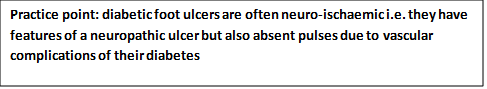 Practice point: diabetic foot ulcers are often neuro-ischaemic i.e. they have
features of a neuropathic ulcer but also absent pulses due to vascular
complications of their diabetes